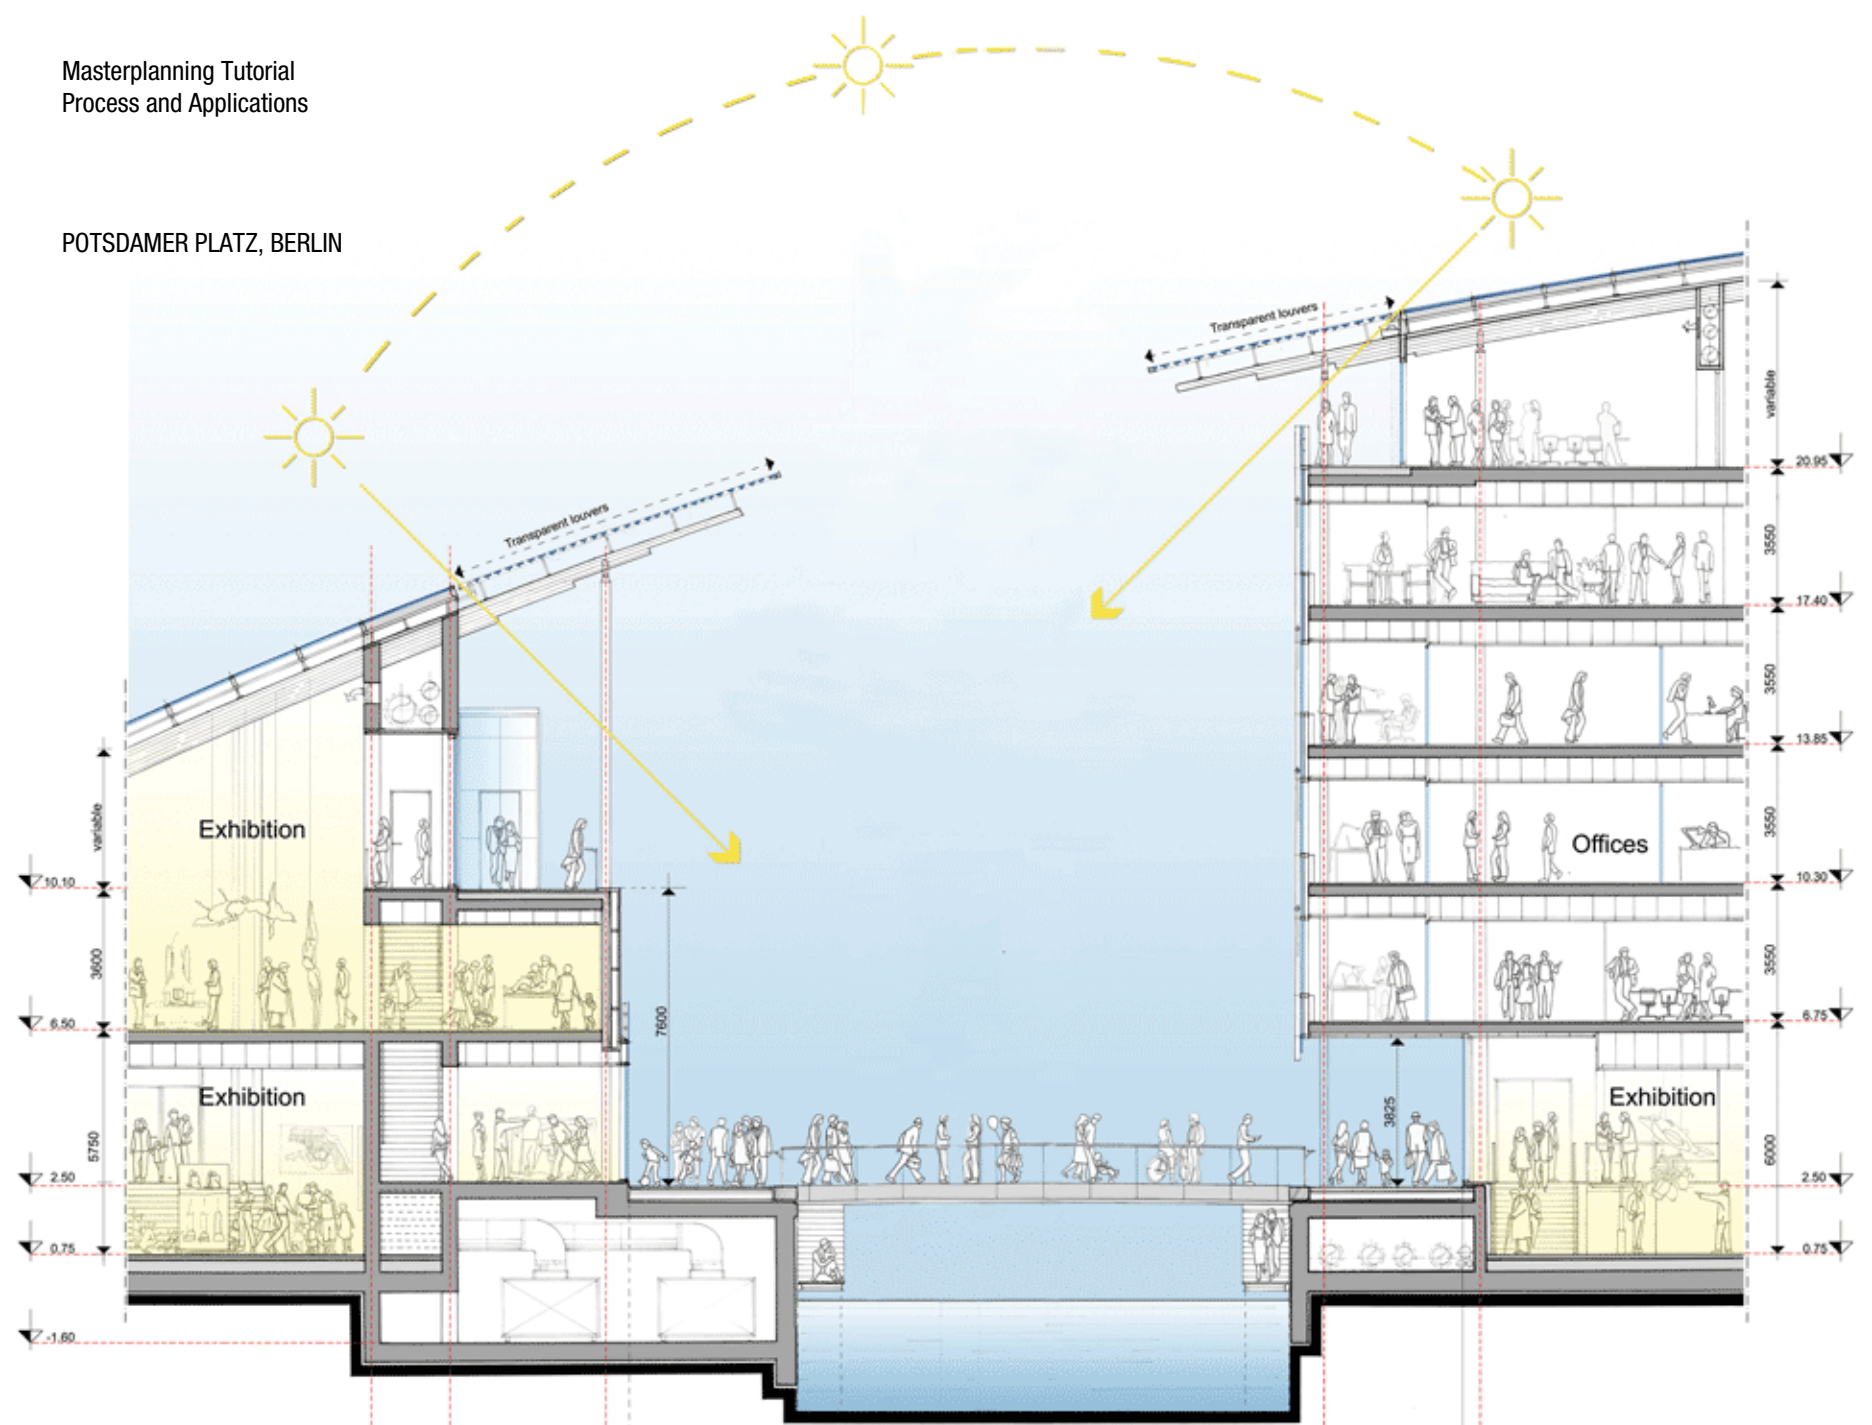 Masterplanning Tutorial
Process and Applications
POTSDAMER PLATZ, BERLIN
Transparent louvers
variable
20.95
Transparent louvers
3550
17.40
3550
13.85
Exhibition
variable
Offices
3550
10.10
10.30
3600
3550
6.50
7600
6.75
Exhibition
Exhibition
3825
5750
6000
2.50
2.50
0.75
0.75
-1.60